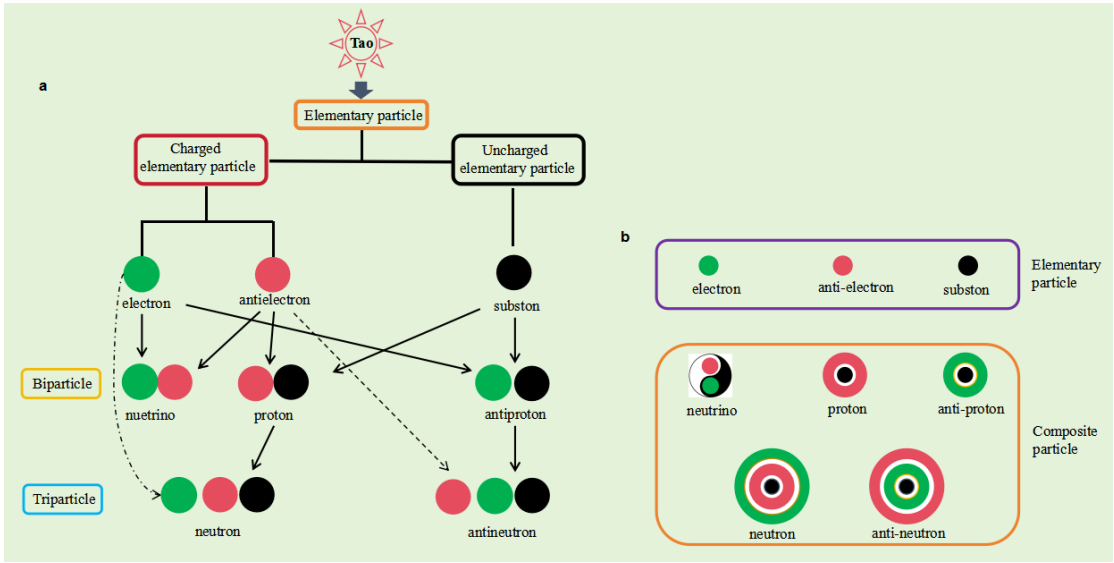 Tao
a
Elementary particle
Charged
elementary particle
Uncharged
elementary particle
electron
antielectron
subston
Biparticle
nuetrino
proton
antiproton
Triparticle
neutron
antineutron
b
electron
anti-electron
subston
Elementary
particle
neutrino
proton
anti-proton
Composite
particle
neutron
anti-neutron